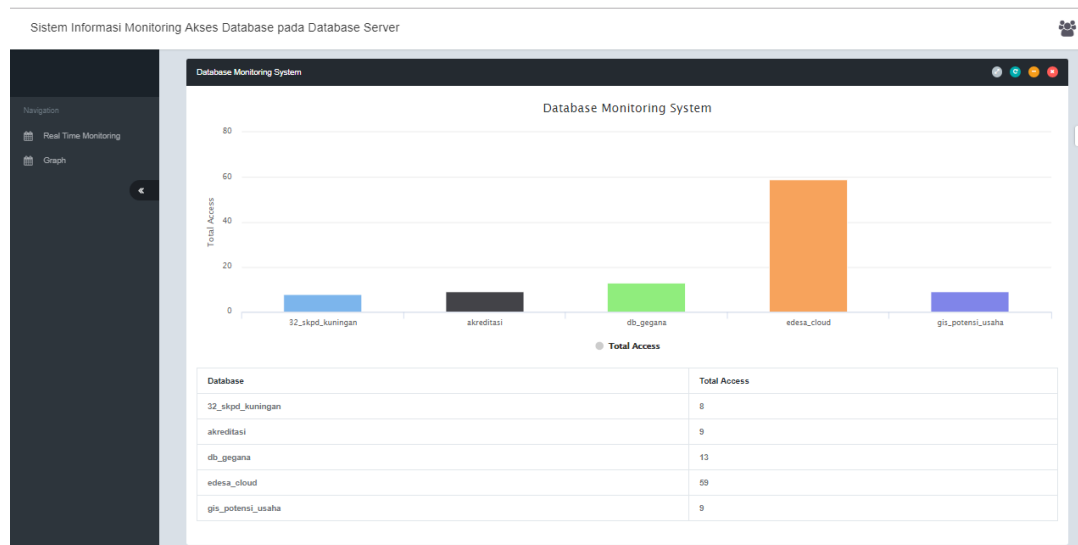 Sistem Informasi Monitoring Akses Database pada Database Server
Navigation
Real Time Monitoring
Graph
Database Monitoring System
Database Monitoring System
Total Access
80
60
40
20
0
32_skpd_kuningan
akreditasi
db_gegana
edesa_cloud
gis_potensi_usaha
Total Access
Database Total Access
32_skpd_kuningan 8
akreditasi 9
db_gegana 13
edesa_cloud 59
gis_potensi_usaha 9